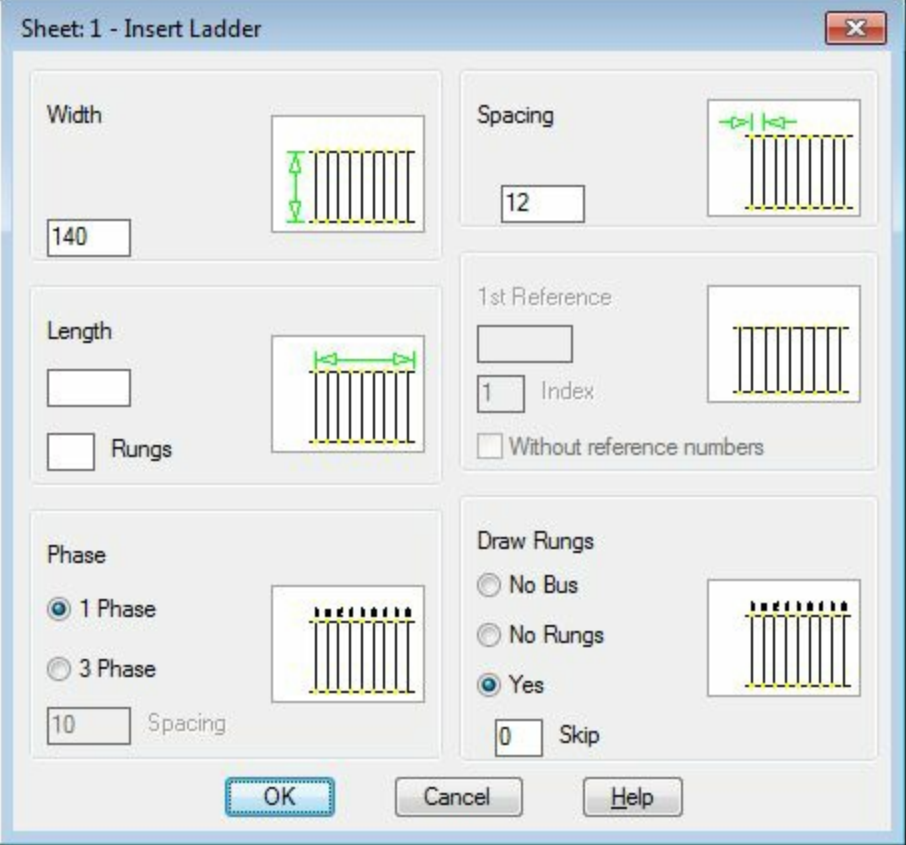 Sheet: 1 - Insert Ladder
Width
140
Spacing
12
Length
Rungs
1st Reference
1 Index
Without reference numbers
Phase
1 Phase
3 Phase
10 Spacing
Draw Rungs
No Bus
No Rungs
Yes
0 Skip
OK Cancel Help